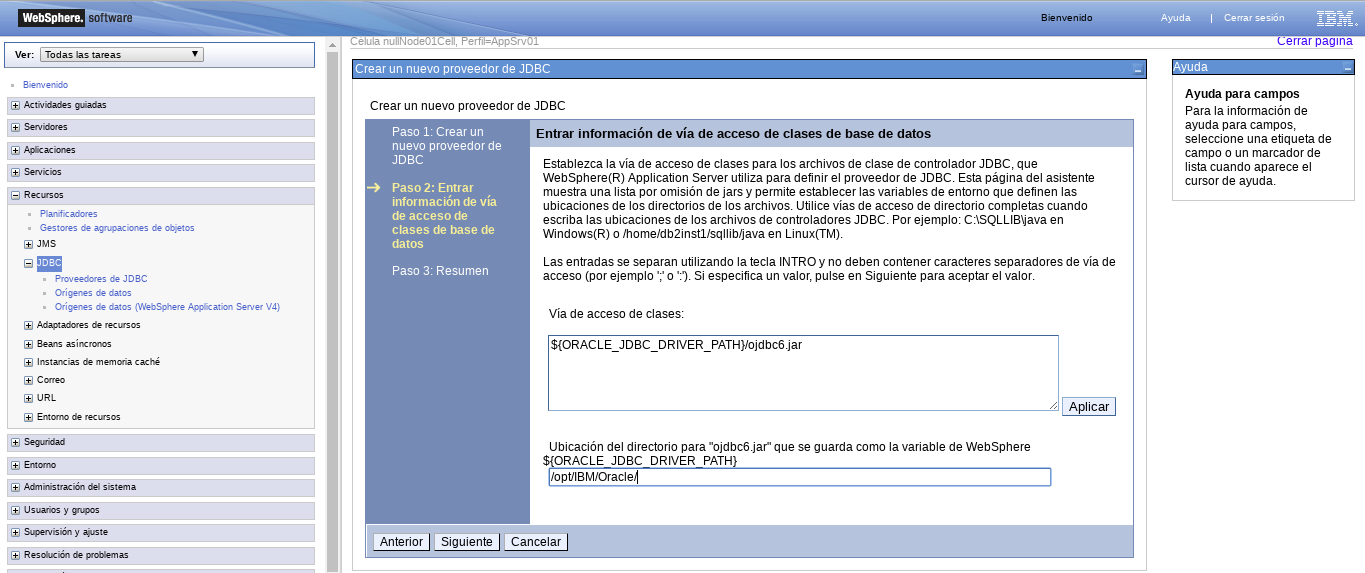 WebSphere. software
Bienvenido
Ayuda | Cerrar sesión
IBM.
Ver: Todas las tareas
Bienvenido
Actividades guiadas
Servidores
Aplicaciones
Servicios
Recursos
Planificadores
Gestores de agrupaciones de objetos
JMS
JDBC
Proveedores de JDBC
Orígenes de datos
Orígenes de datos (WebSphere Application Server V4)
Adaptadores de recursos
Beans asíncronos
Instancias de memoria caché
Correo
URL
Entorno de recursos
Seguridad
Entorno
Administración del sistema
Usuarios y grupos
Supervisión y ajuste
Resolución de problemas
Célula nullNode01Cell, Perfil=AppSrv01
Cerrar página
Crear un nuevo proveedor de JDBC
Crear un nuevo proveedor de JDBC
Paso 1: Crear un
nuevo proveedor de
JDBC
Paso 2: Entrar
información de vía
de acceso de
clases de base de
datos
Paso 3: Resumen
Entrar información de vía de acceso de clases de base de datos
Establezca la vía de acceso de clases para los archivos de clase de controlador JDBC, que
WebSphere(R) Application Server utiliza para definir el proveedor de JDBC. Esta página del asistente
muestra una lista por omisión de jars y permite establecer las variables de entorno que definen las
ubicaciones de los directorios de los archivos. Utilice vías de acceso de directorio completas cuando
escriba las ubicaciones de los archivos de controladores JDBC. Por ejemplo: C:\SQLLIB\java en
Windows(R) o /home/db2inst1/sqllib/java en Linux(TM).
Las entradas se separan utilizando la tecla INTRO y no deben contener caracteres separadores de vía de
acceso (por ejemplo ';' o ':'). Si especifica un valor, pulse en Siguiente para aceptar el valor.
Vía de acceso de clases:
${ORACLE_JDBC_DRIVER_PATH}/ojdbc6.jar
Aplicar
Ubicación del directorio para "ojdbc6.jar" que se guarda como la variable de WebSphere
${ORACLE_JDBC_DRIVER_PATH}
/opt/IBM/Oracle/
Anterior Siguiente Cancelar
Ayuda
Ayuda para campos
Para la información de
ayuda para campos,
seleccione una etiqueta de
campo o un marcador de
lista cuando aparece el
cursor de ayuda.